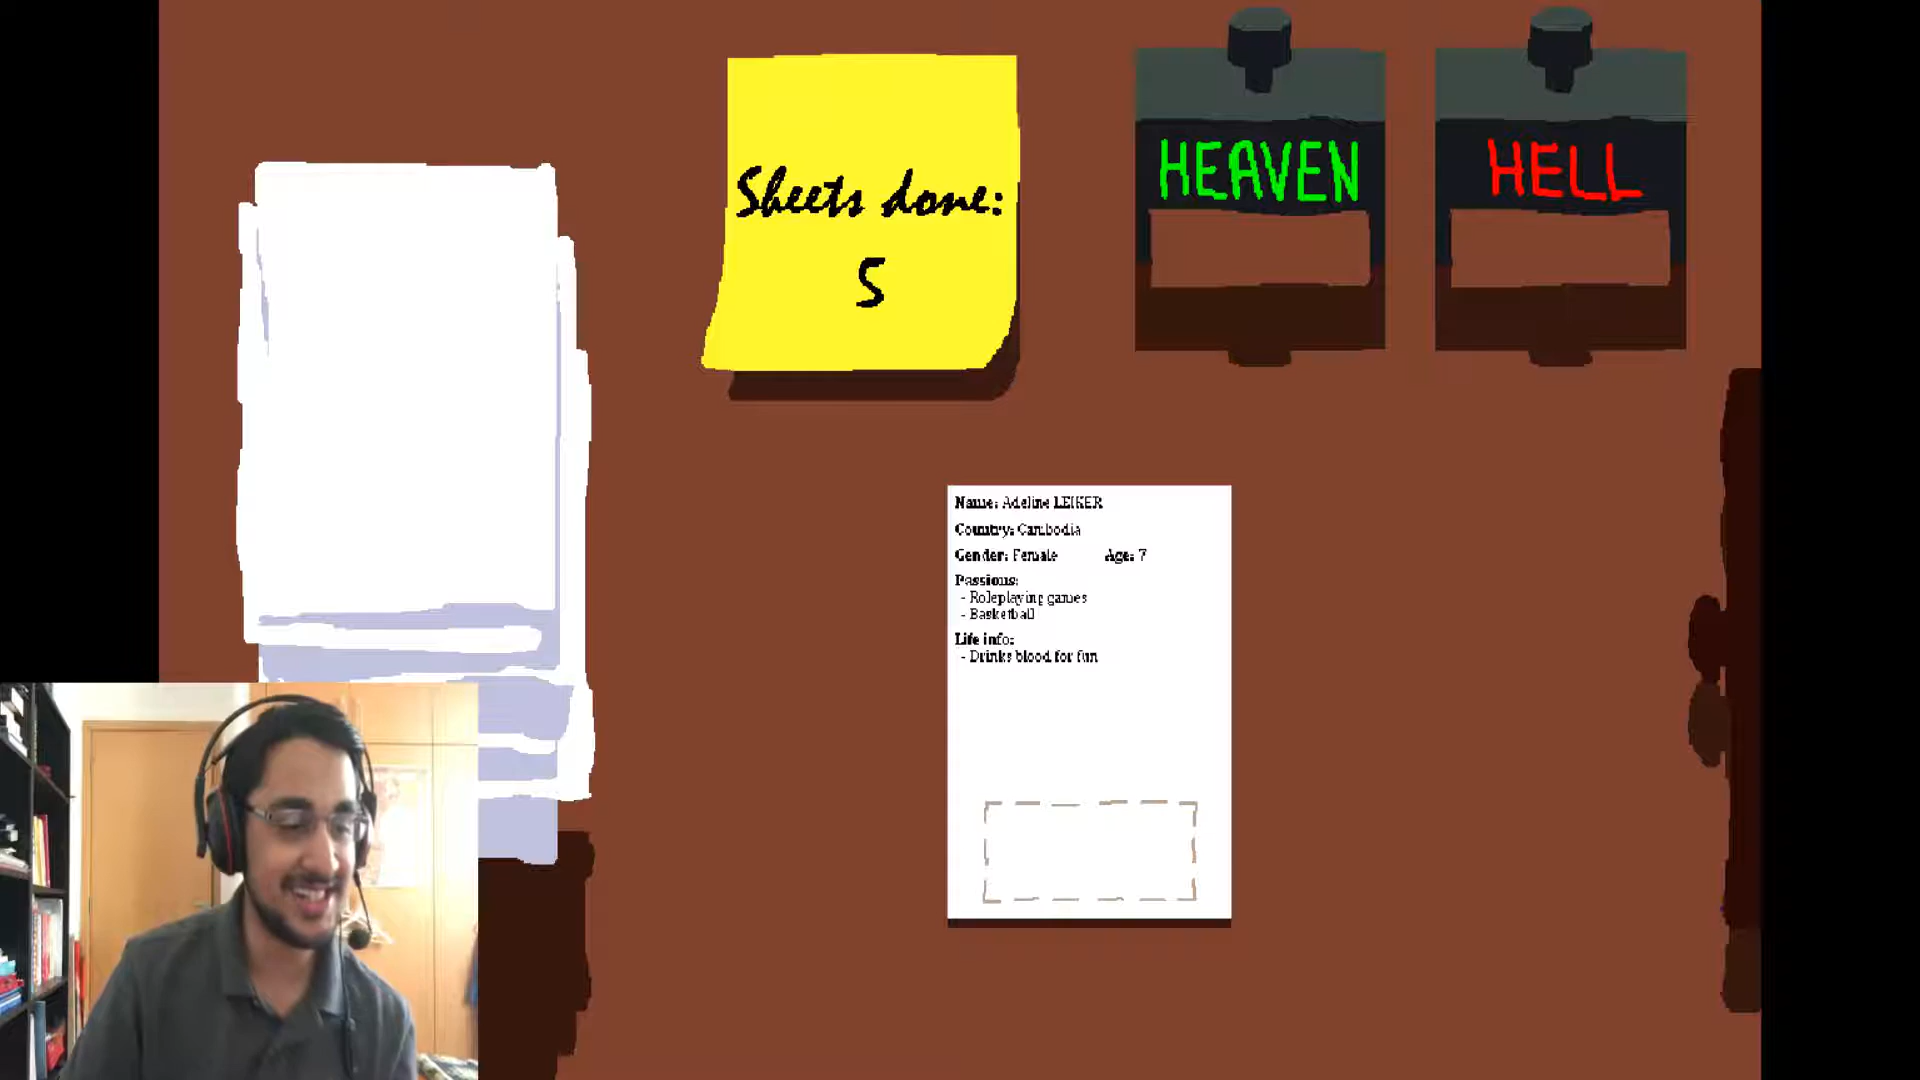 Sheets done:
5
HEAVEN
HELL
Name: Adeline LEIKER
Country: Cambodia
Gender: Female Age: 7
Passions:
- Roleplaying games
- Basketball
Life info:
- Drinks blood for fun